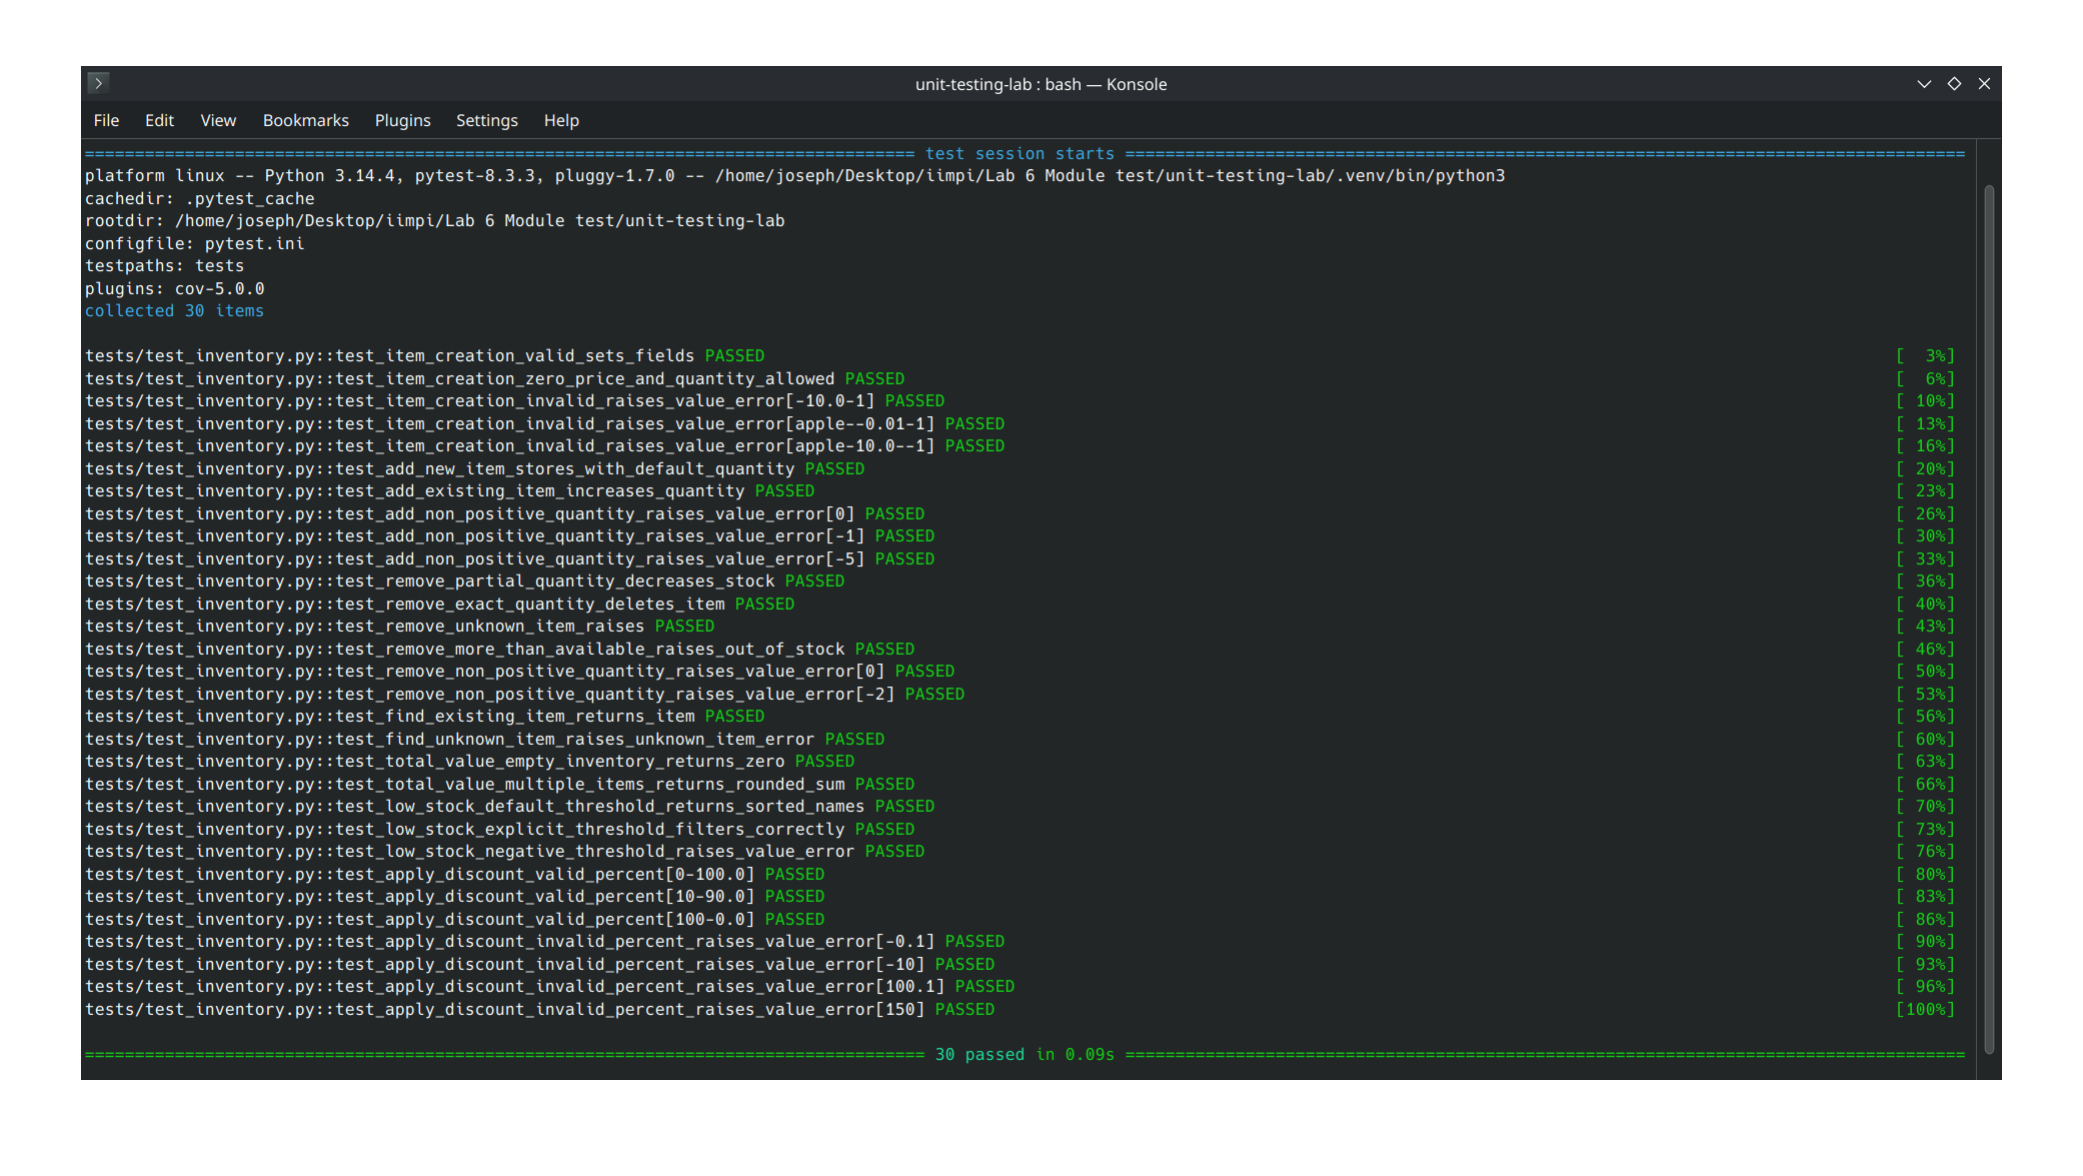 unit-testing-lab : bash — Konsole
File Edit View Bookmarks Plugins Settings Help
=================================================================================== test session starts ====================================================================================
platform linux -- Python 3.14.4, pytest-8.3.3, pluggy-1.7.0 -- /home/joseph/Desktop/iimpi/Lab 6 Module test/unit-testing-lab/.venv/bin/python3
cachedir: .pytest_cache
rootdir: /home/joseph/Desktop/iimpi/Lab 6 Module test/unit-testing-lab
configfile: pytest.ini
testpaths: tests
plugins: cov-5.0.0
collected 30 items
tests/test_inventory.py::test_item_creation_valid_sets_fields PASSED [  3%]
tests/test_inventory.py::test_item_creation_zero_price_and_quantity_allowed PASSED [  6%]
tests/test_inventory.py::test_item_creation_invalid_raises_value_error[-10.0-1] PASSED [ 10%]
tests/test_inventory.py::test_item_creation_invalid_raises_value_error[apple--0.01-1] PASSED [ 13%]
tests/test_inventory.py::test_item_creation_invalid_raises_value_error[apple-10.0--1] PASSED [ 16%]
tests/test_inventory.py::test_add_new_item_stores_with_default_quantity PASSED [ 20%]
tests/test_inventory.py::test_add_existing_item_increases_quantity PASSED [ 23%]
tests/test_inventory.py::test_add_non_positive_quantity_raises_value_error[0] PASSED [ 26%]
tests/test_inventory.py::test_add_non_positive_quantity_raises_value_error[-1] PASSED [ 30%]
tests/test_inventory.py::test_add_non_positive_quantity_raises_value_error[-5] PASSED [ 33%]
tests/test_inventory.py::test_remove_partial_quantity_decreases_stock PASSED [ 36%]
tests/test_inventory.py::test_remove_exact_quantity_deletes_item PASSED [ 40%]
tests/test_inventory.py::test_remove_unknown_item_raises PASSED [ 43%]
tests/test_inventory.py::test_remove_more_than_available_raises_out_of_stock PASSED [ 46%]
tests/test_inventory.py::test_remove_non_positive_quantity_raises_value_error[0] PASSED [ 50%]
tests/test_inventory.py::test_remove_non_positive_quantity_raises_value_error[-2] PASSED [ 53%]
tests/test_inventory.py::test_find_existing_item_returns_item PASSED [ 56%]
tests/test_inventory.py::test_find_unknown_item_raises_unknown_item_error PASSED [ 60%]
tests/test_inventory.py::test_total_value_empty_inventory_returns_zero PASSED [ 63%]
tests/test_inventory.py::test_total_value_multiple_items_returns_rounded_sum PASSED [ 66%]
tests/test_inventory.py::test_low_stock_default_threshold_returns_sorted_names PASSED [ 70%]
tests/test_inventory.py::test_low_stock_explicit_threshold_filters_correctly PASSED [ 73%]
tests/test_inventory.py::test_low_stock_negative_threshold_raises_value_error PASSED [ 76%]
tests/test_inventory.py::test_apply_discount_valid_percent[0-100.0] PASSED [ 80%]
tests/test_inventory.py::test_apply_discount_valid_percent[10-90.0] PASSED [ 83%]
tests/test_inventory.py::test_apply_discount_valid_percent[100-0.0] PASSED [ 86%]
tests/test_inventory.py::test_apply_discount_invalid_percent_raises_value_error[-0.1] PASSED [ 90%]
tests/test_inventory.py::test_apply_discount_invalid_percent_raises_value_error[-10] PASSED [ 93%]
tests/test_inventory.py::test_apply_discount_invalid_percent_raises_value_error[100.1] PASSED [ 96%]
tests/test_inventory.py::test_apply_discount_invalid_percent_raises_value_error[150] PASSED [100%]
==================================================================================== 30 passed in 0.09s ====================================================================================